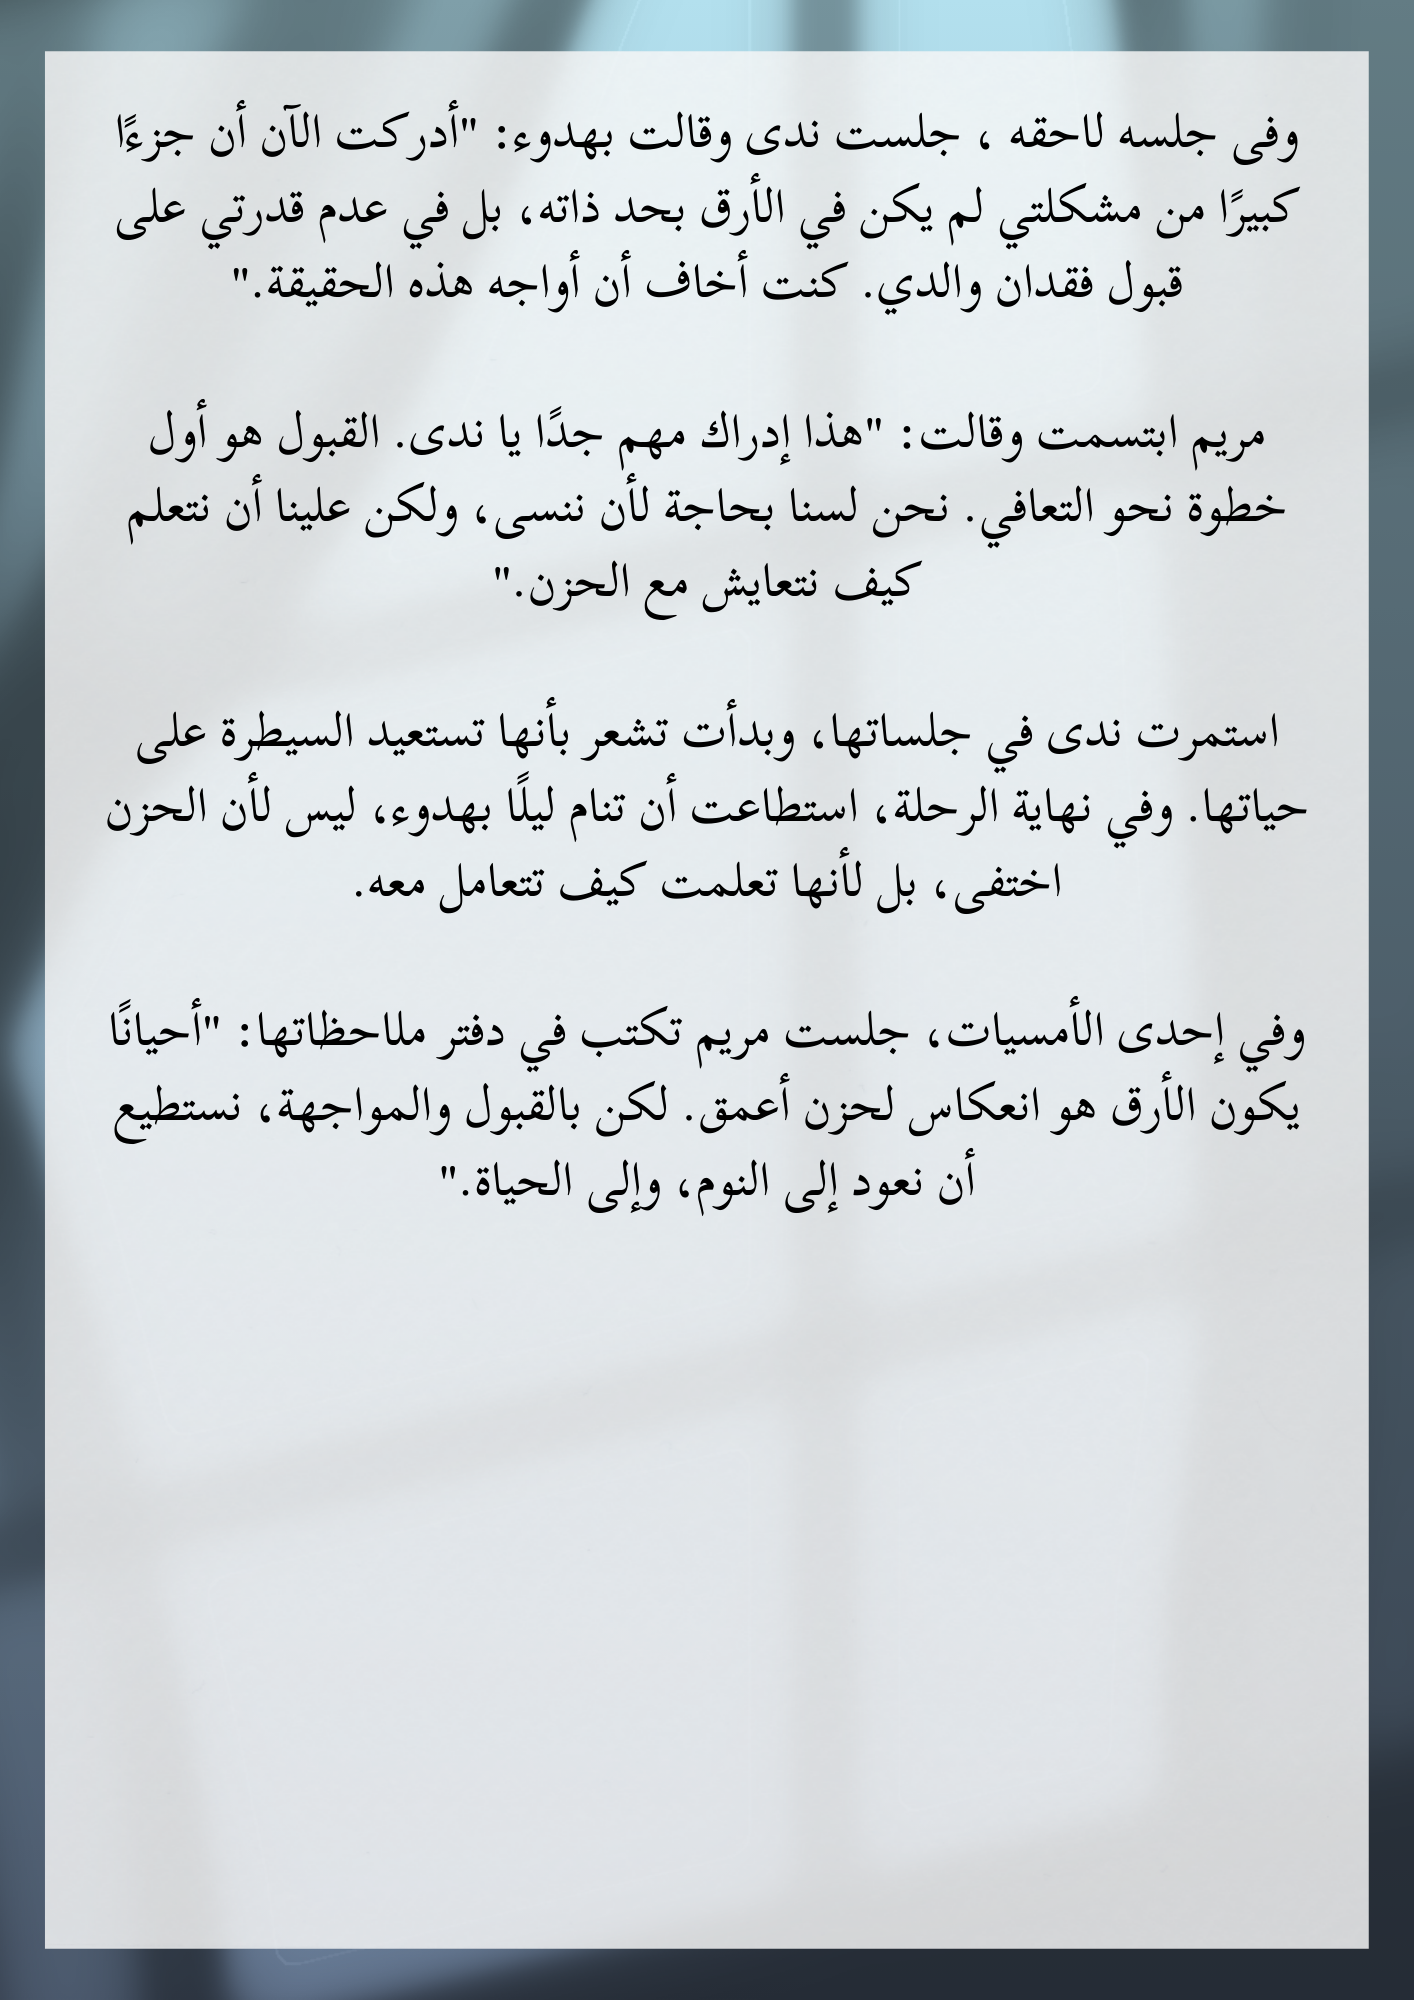 وفى جلسه لاحقه ، جلست ندى وقالت بهدوء: "أدركت الآن أن جزءًا
كبيرًا من مشكلتي لم يكن في الأرق بحد ذاته، بل في عدم قدرتي على
قبول فقدان والدي. كنت أخاف أن أواجه هذه الحقيقة."
مريم ابتسمت وقالت: "هذا إدراك مهم جدًا يا ندى. القبول هو أول
خطوة نحو التعافي. نحن لسنا بحاجة لأن ننسى، ولكن علينا أن نتعلم
كيف نتعايش مع الحزن."
استمرت ندى في جلساتها، وبدأت تشعر بأنها تستعيد السيطرة على
حياتها. وفي نهاية الرحلة، استطاعت أن تنام ليلًا بهدوء، ليس لأن الحزن
اختفى، بل لأنها تعلمت كيف تتعامل معه.
وفي إحدى الأمسيات، جلست مريم تكتب في دفتر ملاحظاتها: "أحيانًا
يكون الأرق هو انعكاس لحزن أعمق. لكن بالقبول والمواجهة، نستطيع
أن نعود إلى النوم، وإلى الحياة."